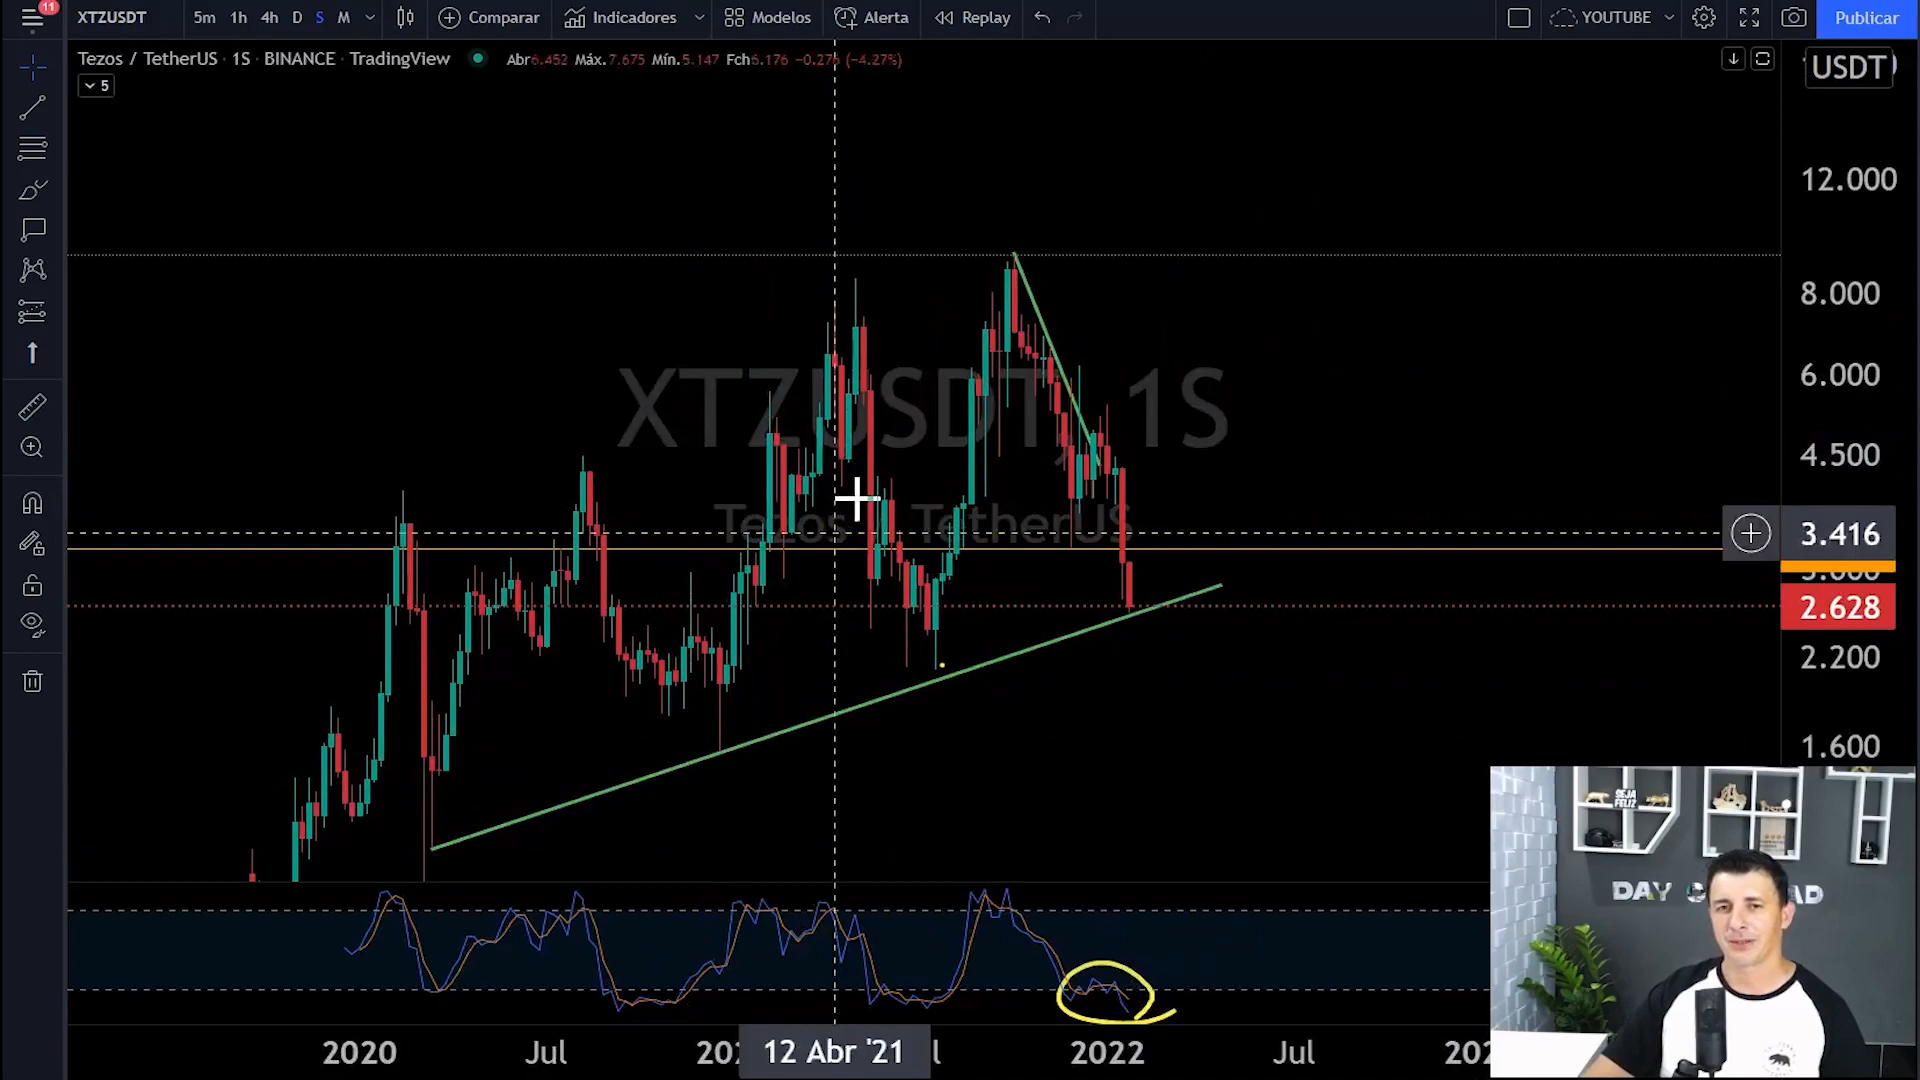 11
XTZUSDT 5m 1h 4h D S M Comparar Indicadores Modelos Alerta Replay YOUTUBE Publicar
Tezos / TetherUS · 1S · BINANCE · TradingView Abr6.452 Máx.7.675 Mín.5.147 Fch6.176 −0.276 (−4.27%)
USDT
5
12.000
8.000
6.000
XTZUSDT, 1S
4.500
Tezos / TetherUS
3.416
2.628
2.200
1.600
SEJA
FELIZ
DAY
2020 Jul 12 Abr '21 2022 Jul